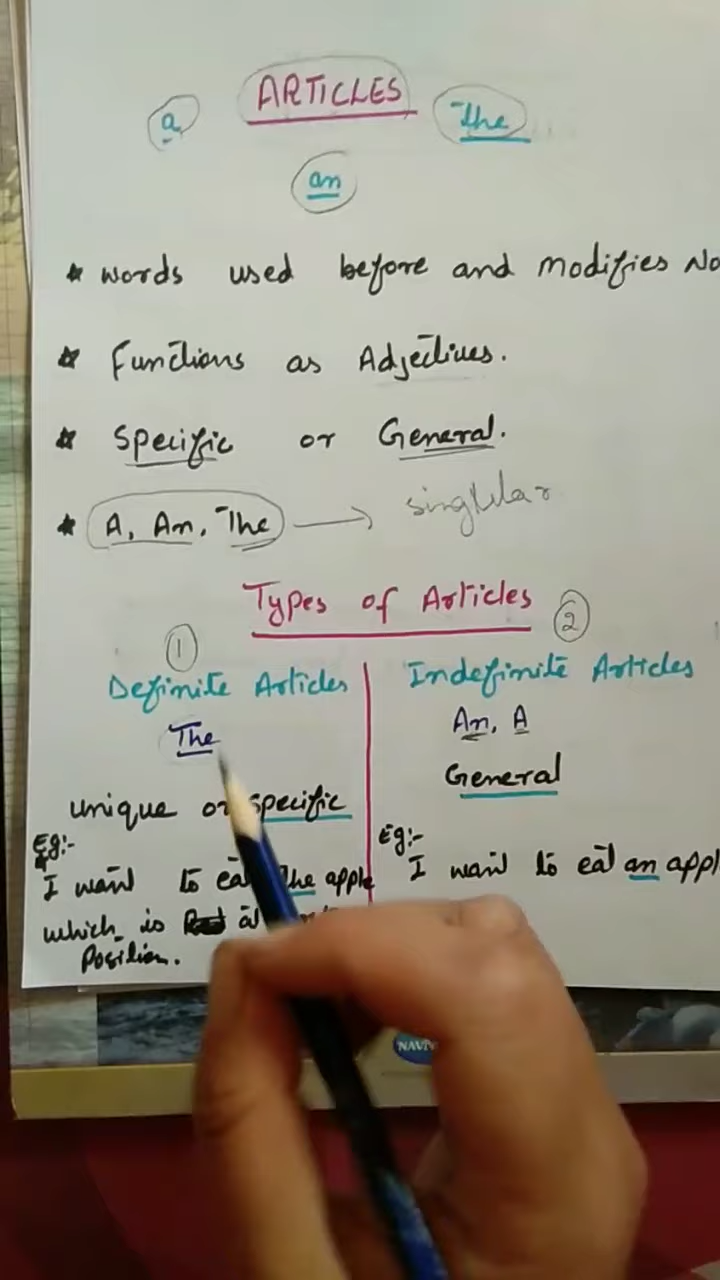 ARTICLES
a The
an
* words used before and modifies No
* Functions as Adjectives.
* Specific or General.
* A, An, The → singular
Types of Articles
1 2
Definite Articles
The
Unique or Specific
Eg:-
I want to eat the apple
which is at
Position.
Indefinite Articles
An, A
General
Eg:-
I want to eat an appl
NAV